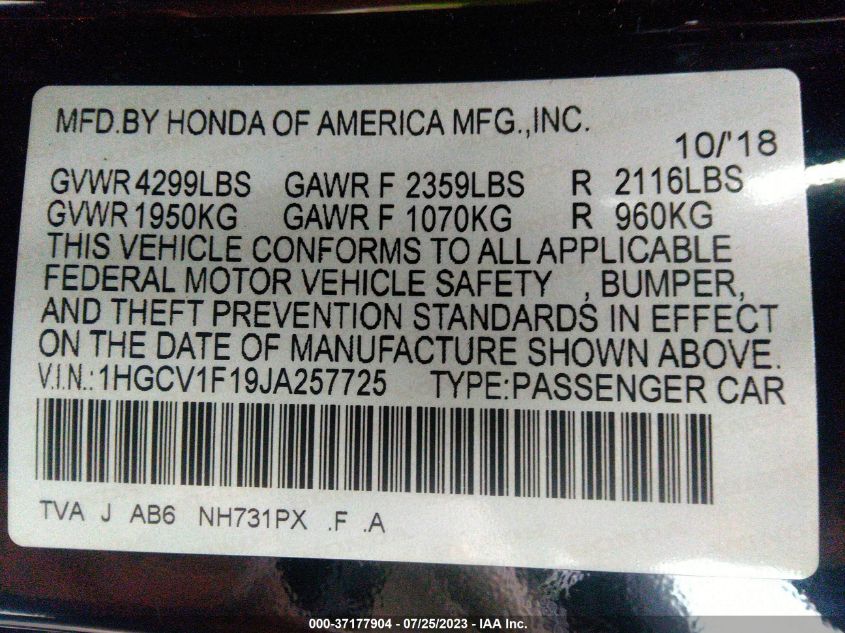 MFD.BY HONDA OF AMERICA MFG.,INC.
10/'18
GVWR 4299LBS GAWR F 2359LBS R 2116LBS
GVWR 1950KG GAWR F 1070KG R 960KG
THIS VEHICLE CONFORMS TO ALL APPLICABLE
FEDERAL MOTOR VEHICLE SAFETY , BUMPER,
AND THEFT PREVENTION STANDARDS IN EFFECT
ON THE DATE OF MANUFACTURE SHOWN ABOVE.
V.I.N.: 1HGCV1F19JA257725 TYPE:PASSENGER CAR
TVA J AB6 NH731PX .F .A
000-37177904 - 07/25/2023 - IAA Inc.